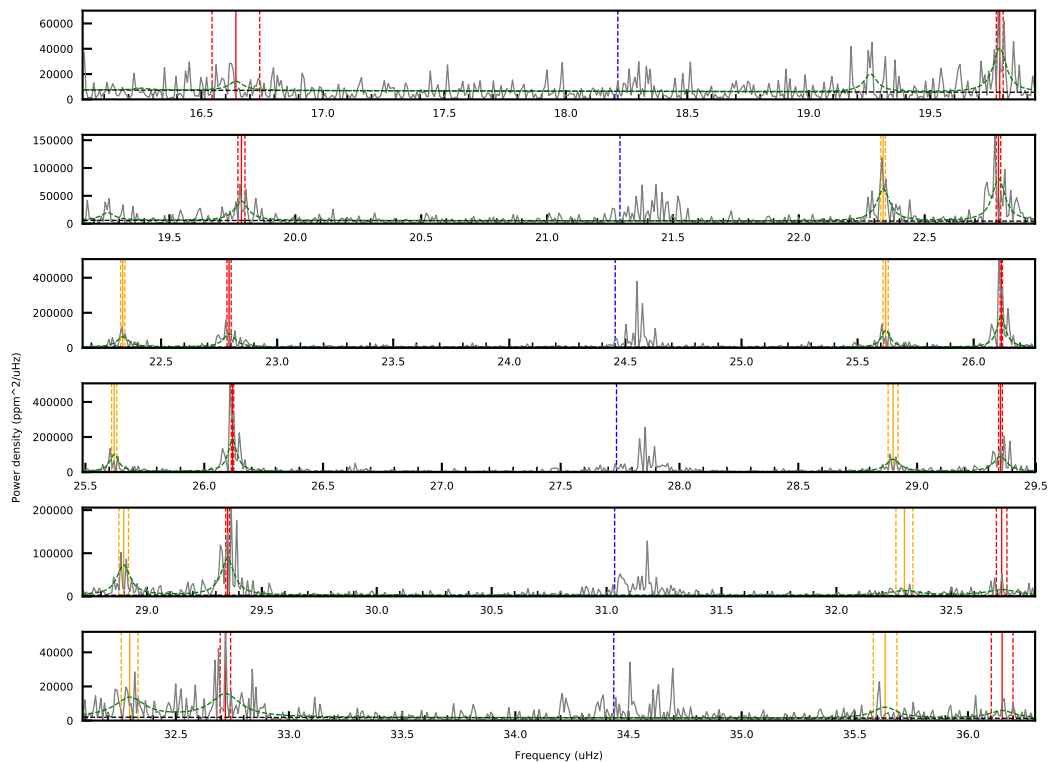 60000
40000
20000
0
16.5 17.0 17.5 18.0 18.5 19.0 19.5
150000
100000
50000
0
19.5 20.0 20.5 21.0 21.5 22.0 22.5
400000
200000
0
22.5 23.0 23.5 24.0 24.5 25.0 25.5 26.0
Power density (ppm^2/uHz)
400000
200000
0
25.5 26.0 26.5 27.0 27.5 28.0 28.5 29.0 29.5
200000
100000
0
29.0 29.5 30.0 30.5 31.0 31.5 32.0 32.5
40000
20000
0
32.5 33.0 33.5 34.0 34.5 35.0 35.5 36.0
Frequency (uHz)